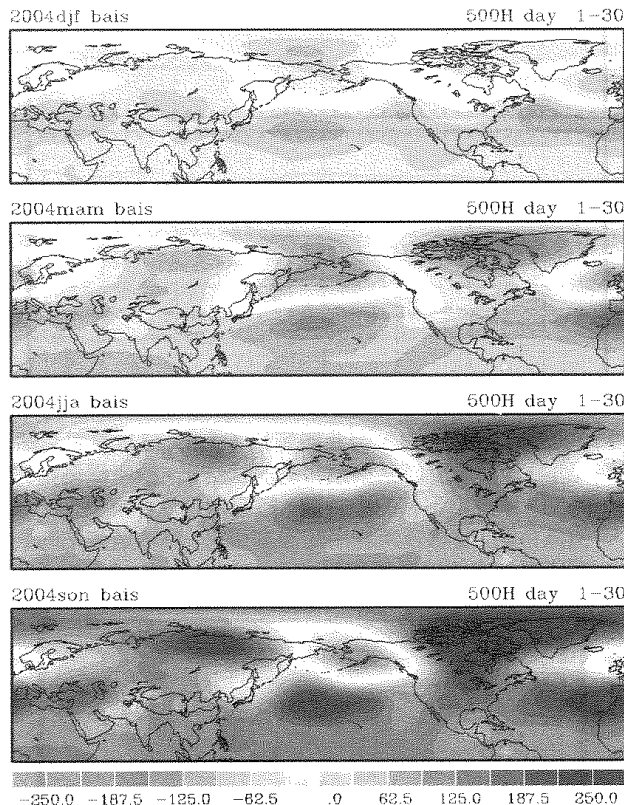 2004djf bais 500H day 1-30
2004mam bais 500H day 1-30
2004jja bais 500H day 1-30
2004son bais 500H day 1-30
-250.0 -187.5 -125.0 -62.5 .0 62.5 125.0 187.5 250.0